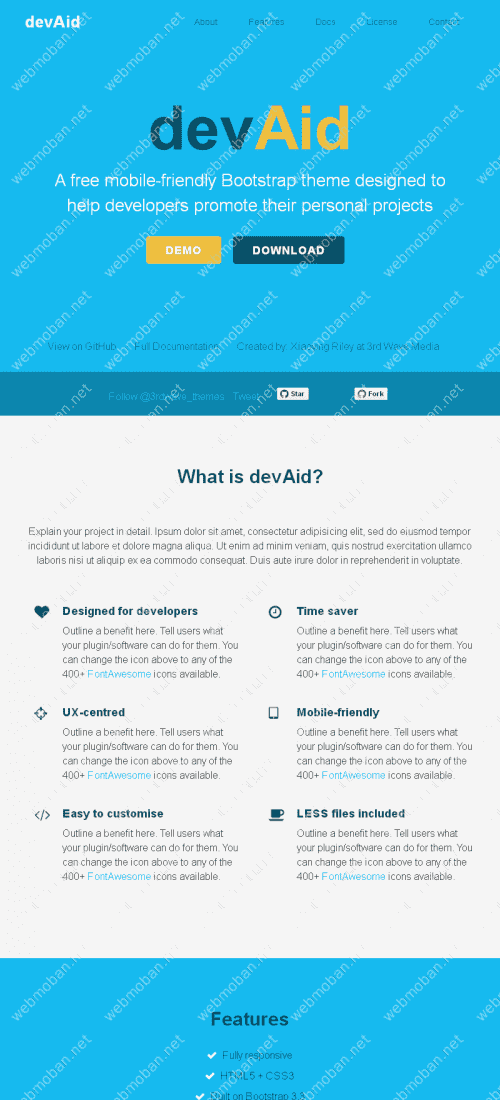 devAid
About Features Docs License Contact
devAid
A free mobile-friendly Bootstrap theme designed to
help developers promote their personal projects
DEMO DOWNLOAD
View on GitHub Full Documentation Created by: Xiaoying Riley at 3rd Wave Media
Follow @3rdwave_themes Tweet Star Fork
What is devAid?
Explain your project in detail. Ipsum dolor sit amet, consectetur adipisicing elit, sed do eiusmod tempor
incididunt ut labore et dolore magna aliqua. Ut enim ad minim veniam, quis nostrud exercitation ullamco
laboris nisi ut aliquip ex ea commodo consequat. Duis aute irure dolor in reprehenderit in voluptate.
Designed for developers
Outline a benefit here. Tell users what
your plugin/software can do for them. You
can change the icon above to any of the
400+ FontAwesome icons available.
Time saver
Outline a benefit here. Tell users what
your plugin/software can do for them. You
can change the icon above to any of the
400+ FontAwesome icons available.
UX-centred
Outline a benefit here. Tell users what
your plugin/software can do for them. You
can change the icon above to any of the
400+ FontAwesome icons available.
Mobile-friendly
Outline a benefit here. Tell users what
your plugin/software can do for them. You
can change the icon above to any of the
400+ FontAwesome icons available.
Easy to customise
Outline a benefit here. Tell users what
your plugin/software can do for them. You
can change the icon above to any of the
400+ FontAwesome icons available.
LESS files included
Outline a benefit here. Tell users what
your plugin/software can do for them. You
can change the icon above to any of the
400+ FontAwesome icons available.
Features
Fully responsive
HTML5 + CSS3
Built on Bootstrap 3.3
webmoban.net